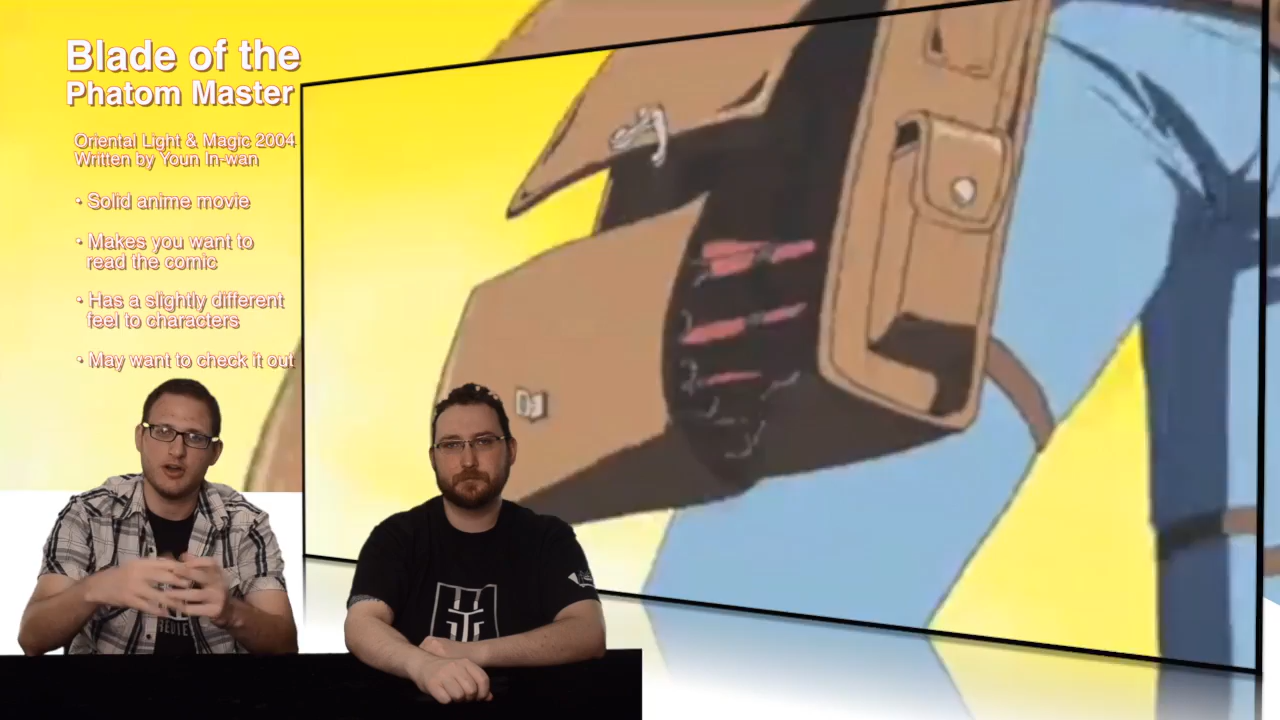 Blade of the
Phatom Master
Oriental Light & Magic 2004
Written by Youn In-wan
• Solid anime movie
• Makes you want to
read the comic
• Has a slightly different
feel to characters
• May want to check it out